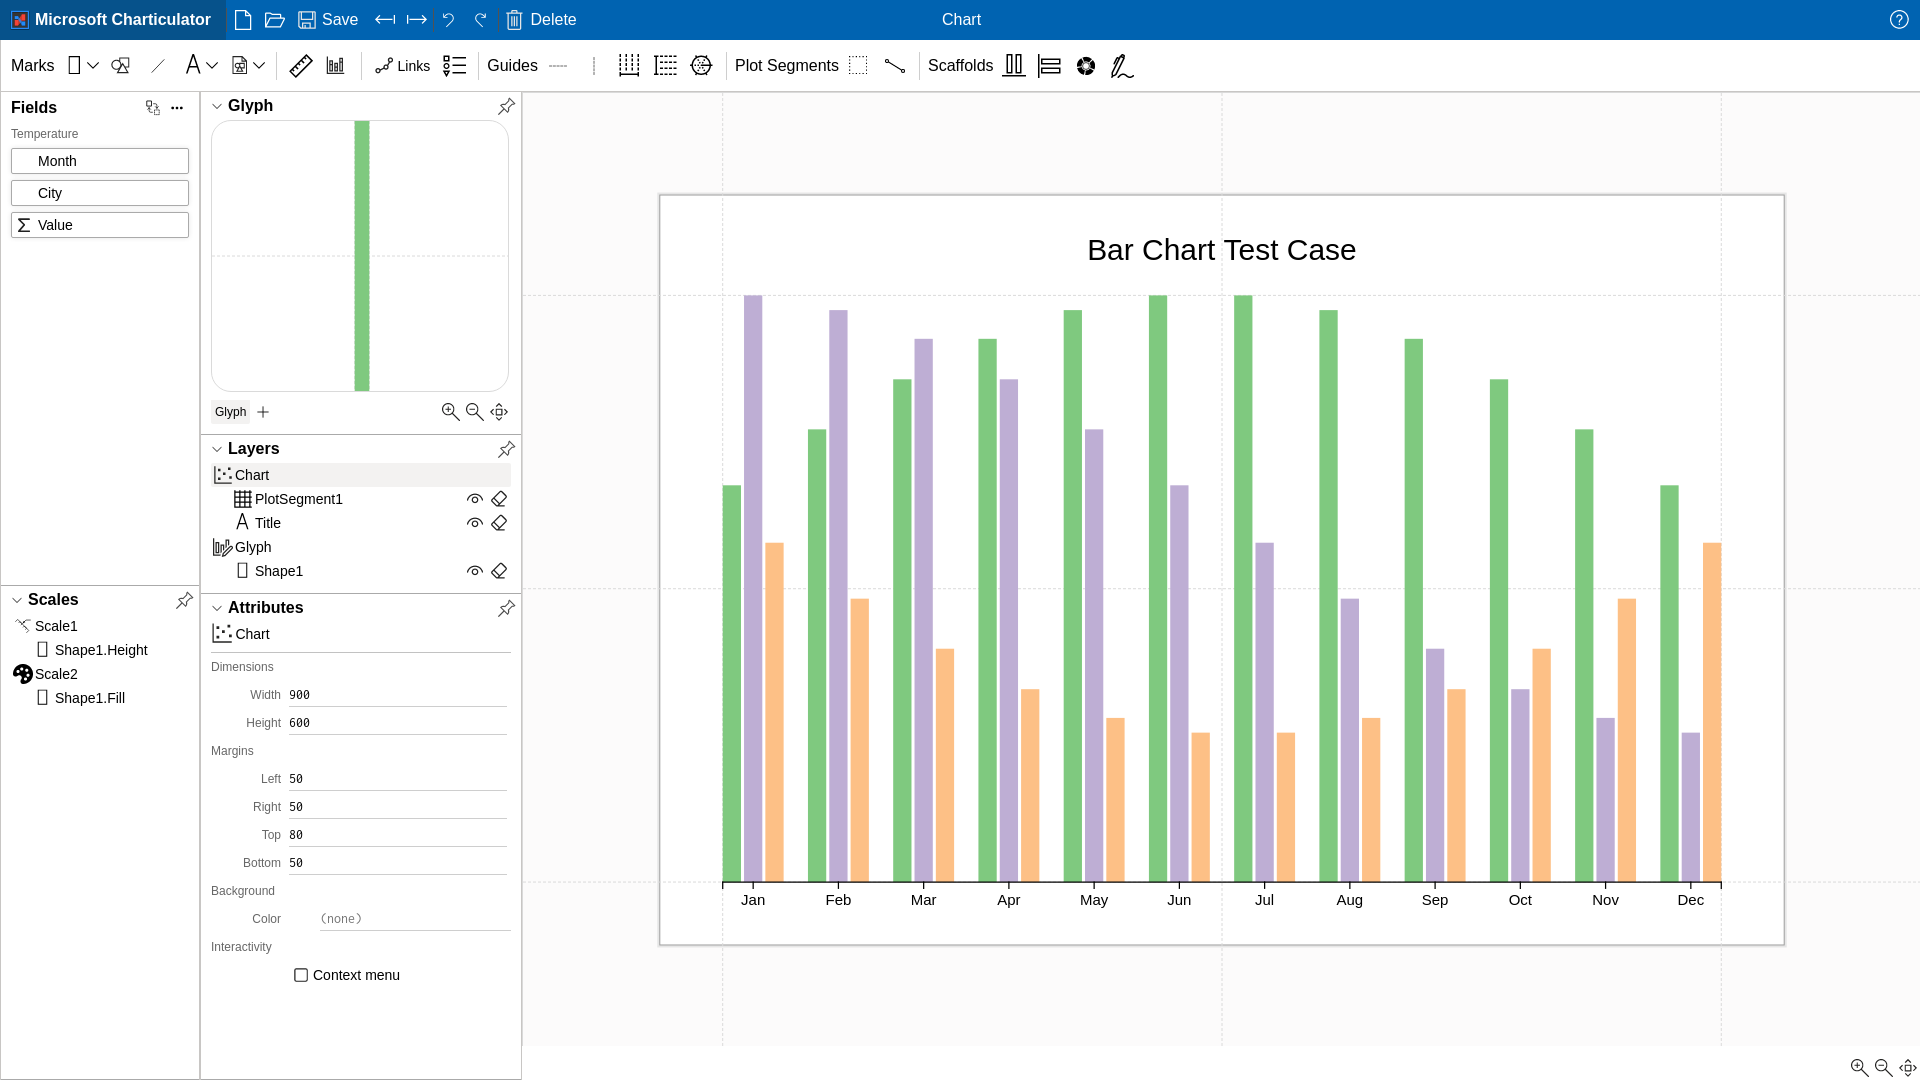 Microsoft Charticulator
Save
Delete
Chart
Marks
Links
Guides
Plot Segments
Scaffolds
Fields
Temperature
Month
City
Value
Scales
Scale1
Shape1.Height
Scale2
Shape1.Fill
Glyph
Glyph
Layers
Chart
PlotSegment1
Title
Glyph
Shape1
Attributes
Chart
Dimensions
Width 900
Height 600
Margins
Left 50
Right 50
Top 80
Bottom 50
Background
Color (none)
Interactivity
Context menu
Bar Chart Test Case
Jan Feb Mar Apr May Jun Jul Aug Sep Oct Nov Dec